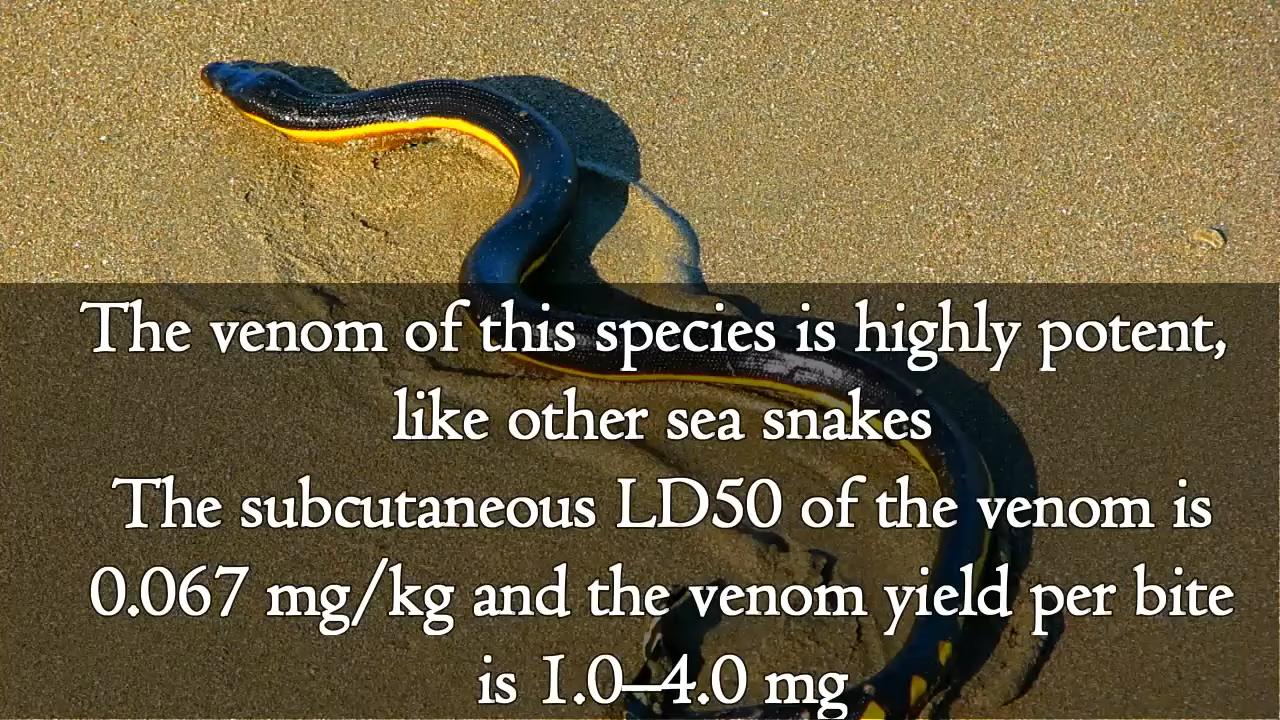 The venom of this species is highly potent,
like other sea snakes
The subcutaneous LD50 of the venom is
0.067 mg/kg and the venom yield per bite
is 1.0–4.0 mg